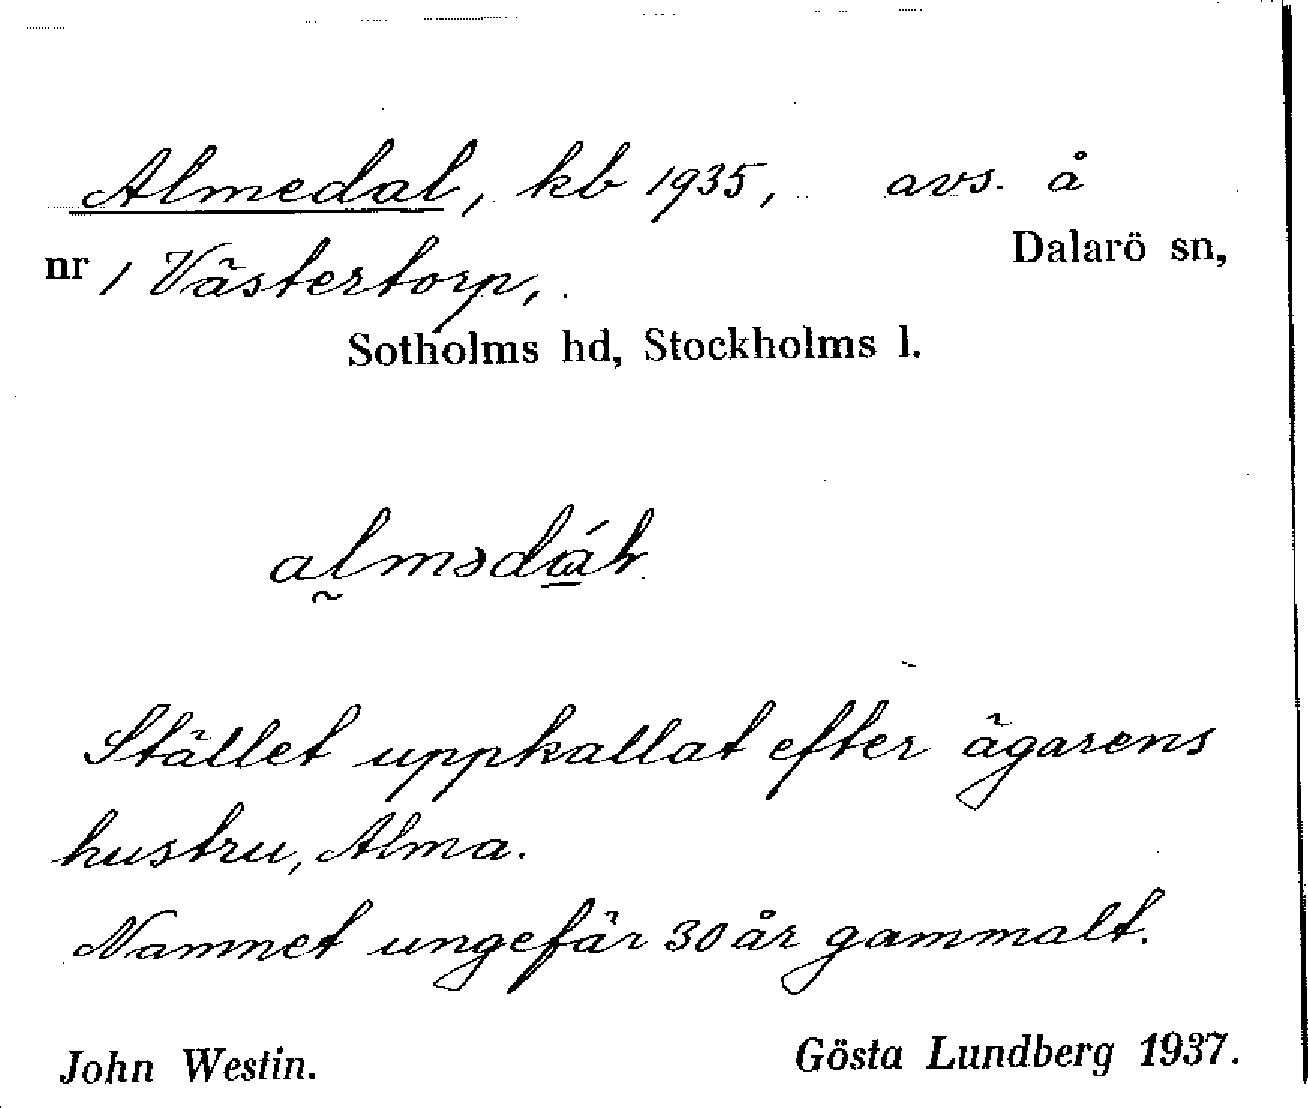 Almedal, kb 1935, avs. å
nr 1 Västertorp, Dalarö sn,
Sotholms hd, Stockholms l.
Stället uppkallat efter ägarens
hustru, Alma.
Namnet ungefär 30 år gammalt.
John Westin. Gösta Lundberg 1937.